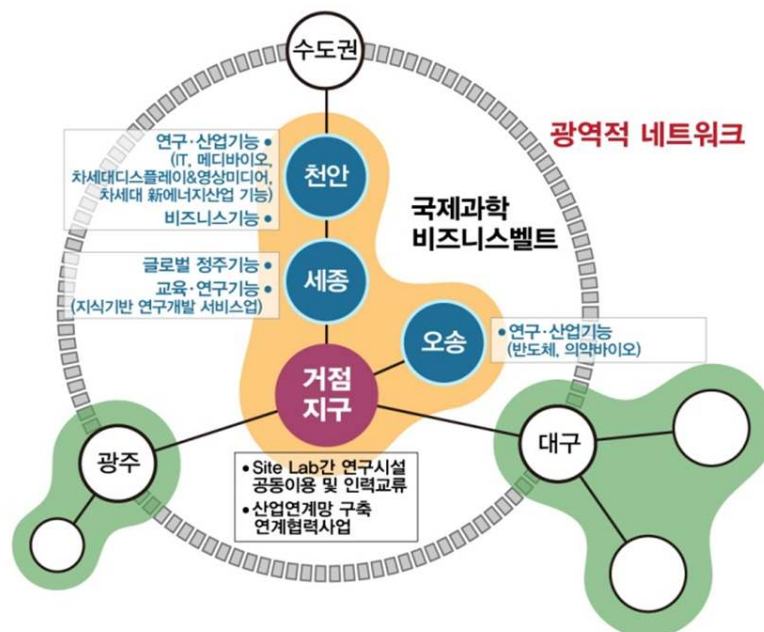 수도권
광역적 네트워크
연구·산업기능 •
(IT, 메디바이오,
차세대디스플레이&영상미디어,
차세대 新에너지산업 기능)
비즈니스기능 •
천안
국제과학
비즈니스벨트
글로벌 정주기능 •
교육·연구기능 •
(지식기반 연구개발 서비스업)
세종
오송
• 연구·산업기능
(반도체, 의약바이오)
거점
지구
광주
대구
• Site Lab간 연구시설
공동이용 및 인력교류
• 산업연계망 구축
연계협력사업